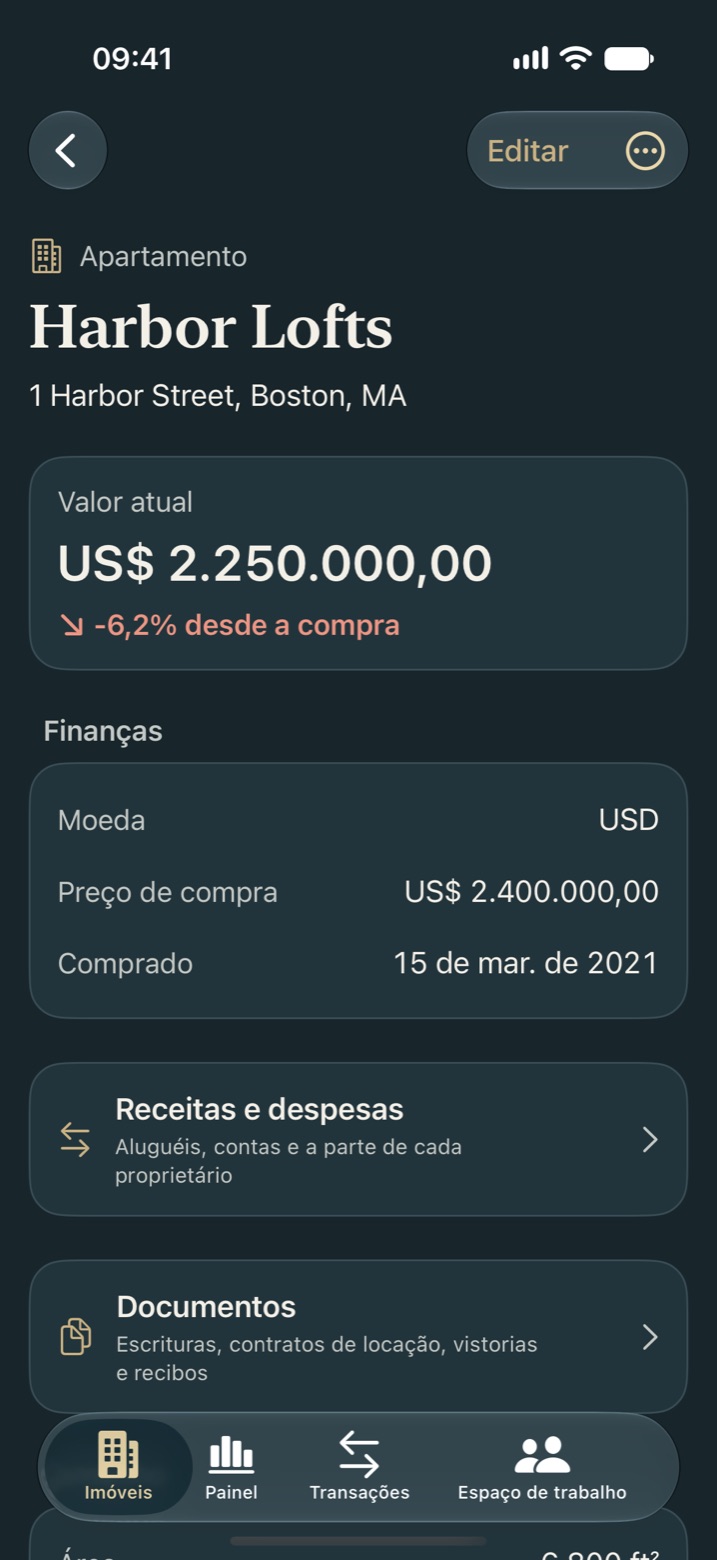 09:41
Editar
Apartamento
Harbor Lofts
1 Harbor Street, Boston, MA
Valor atual
US$ 2.250.000,00
-6,2% desde a compra
Finanças
Moeda USD
Preço de compra US$ 2.400.000,00
Comprado 15 de mar. de 2021
Receitas e despesas
Aluguéis, contas e a parte de cada
proprietário
Documentos
Escrituras, contratos de locação, vistorias
e recibos
Imóveis Painel Transações Espaço de trabalho